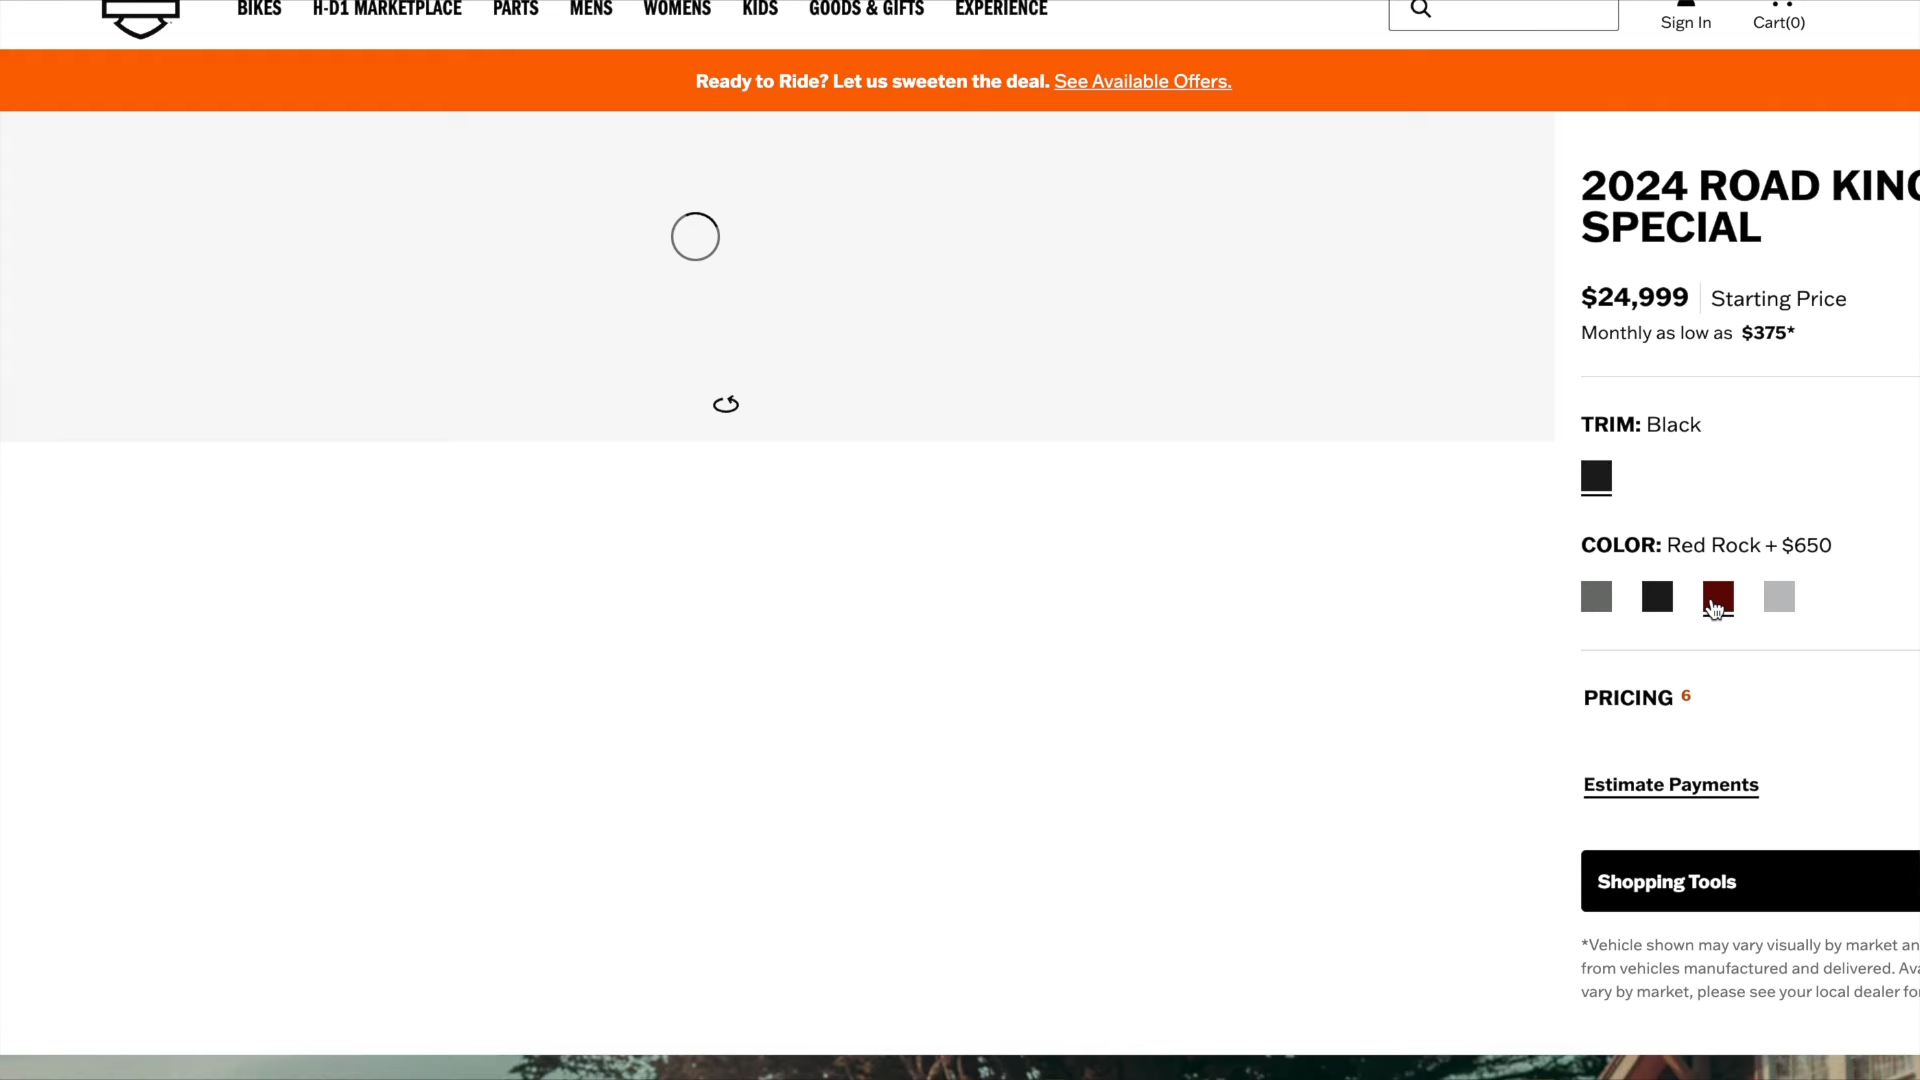 BIKES H-D1 MARKETPLACE PARTS MENS WOMENS KIDS GOODS & GIFTS EXPERIENCE
Sign In Cart(0)
Ready to Ride? Let us sweeten the deal. See Available Offers.
2024 ROAD KING
SPECIAL
$24,999 Starting Price
Monthly as low as $375*
TRIM: Black
COLOR: Red Rock + $650
PRICING 6
Estimate Payments
Shopping Tools
*Vehicle shown may vary visually by market an
from vehicles manufactured and delivered. Ava
vary by market, please see your local dealer fo